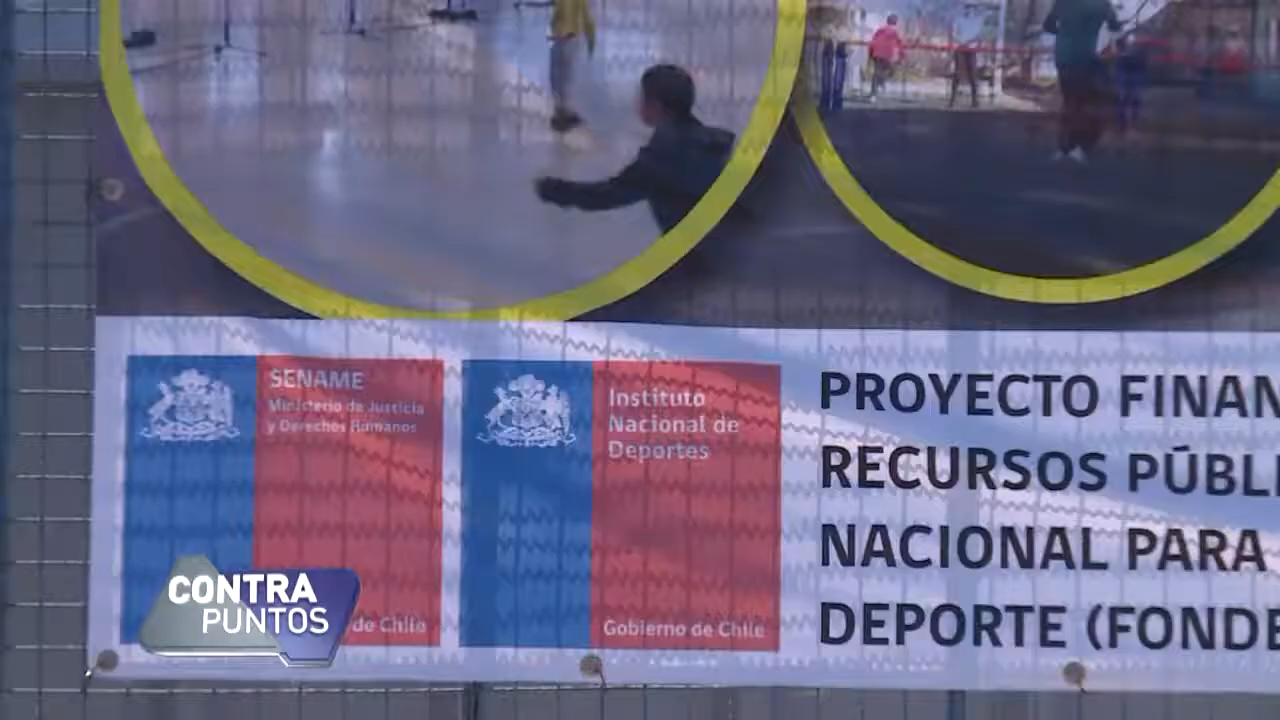 SENAME
Ministerio de Justicia
y Derechos Humanos
de Chile
Instituto
Nacional de
Deportes
Gobierno de Chile
PROYECTO FINAN
RECURSOS PÚBLI
NACIONAL PARA
DEPORTE (FONDE
CONTRA
PUNTOS